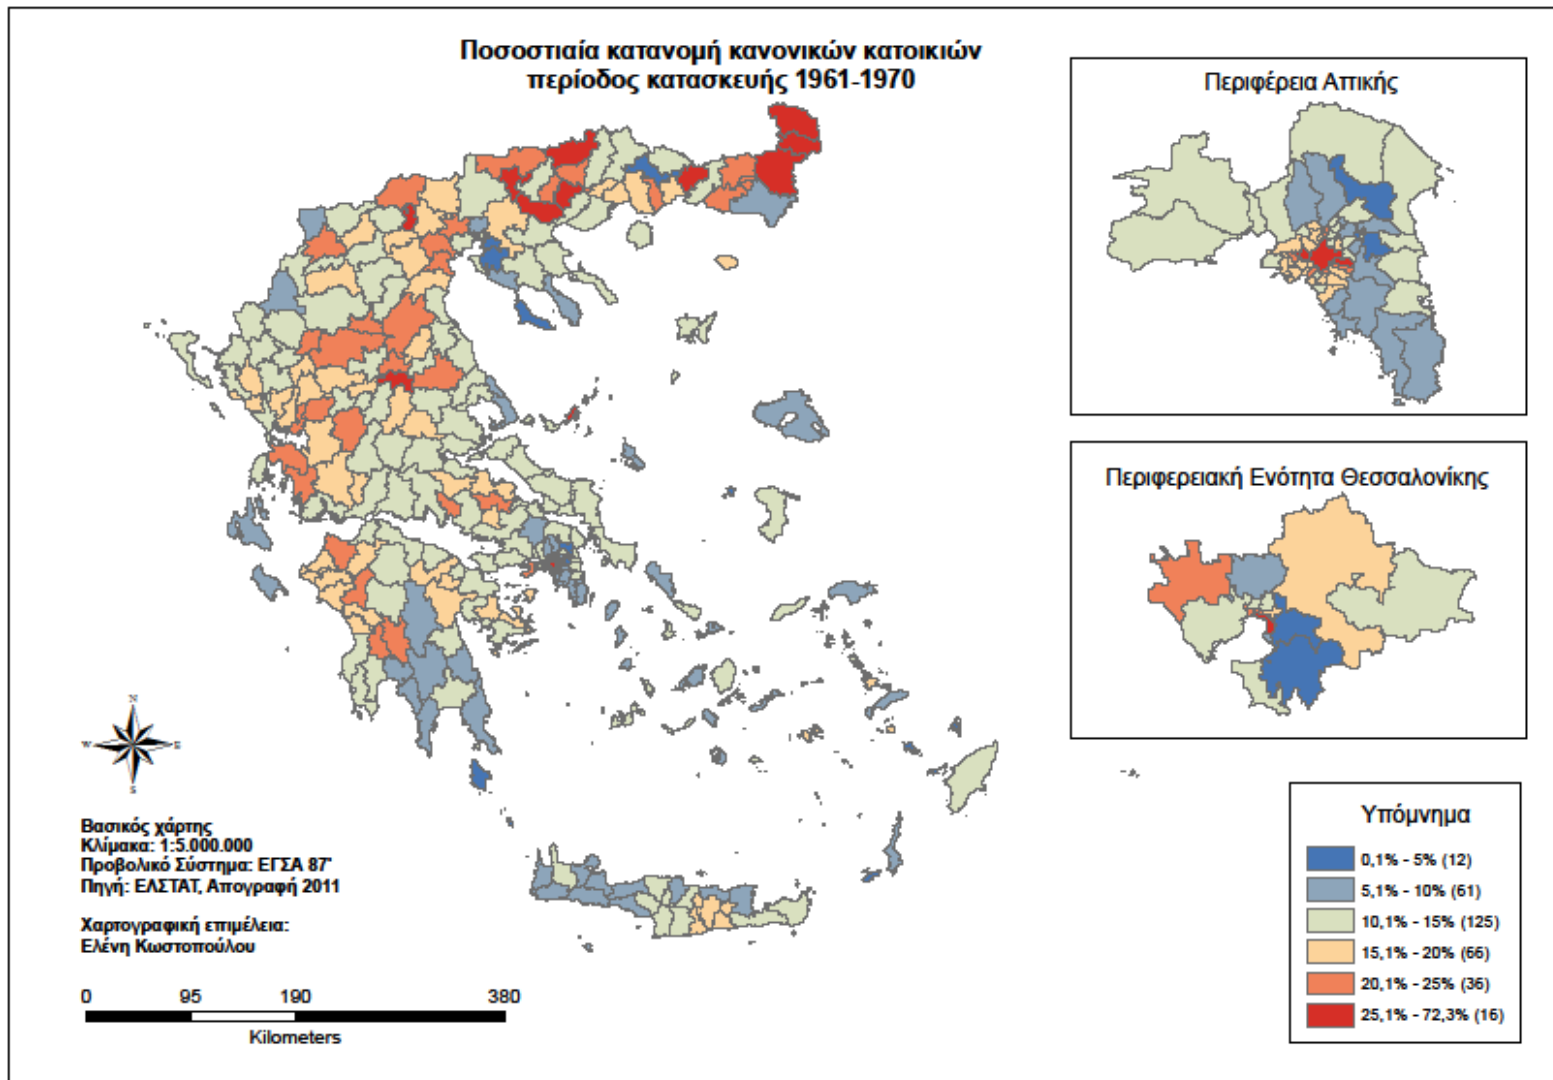 Ποσοστιαία κατανομή κανονικών κατοικιών
περίοδος κατασκευής 1961-1970
Περιφέρεια Αττικής
Περιφερειακή Ενότητα Θεσσαλονίκης
N
W
E
S
Βασικός χάρτης
Κλίμακα: 1:5.000.000
Προβολικό Σύστημα: ΕΓΣΑ 87'
Πηγή: ΕΛΣΤΑΤ, Απογραφή 2011
Χαρτογραφική επιμέλεια:
Ελένη Κωστοπούλου
0 95 190 380
Kilometers
Υπόμνημα
0,1% - 5% (12)
5,1% - 10% (61)
10,1% - 15% (125)
15,1% - 20% (66)
20,1% - 25% (36)
25,1% - 72,3% (16)